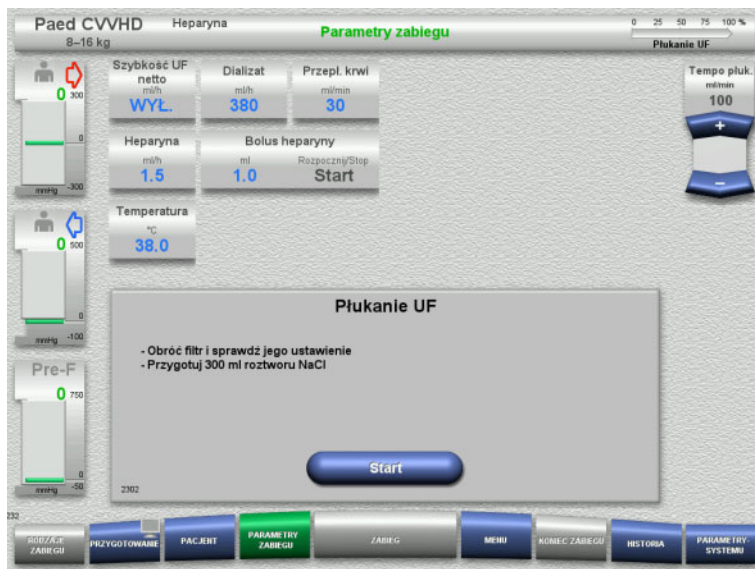 Paed CVVHD Heparyna Parametry zabiegu 0 25 50 75 100 %
8–16 kg Płukanie UF
0 300
0
mmHg -300
Szybkość UF netto Dializat Przepł. krwi
ml/h ml/h ml/min
WYŁ. 380 30
Tempo płuk.
ml/min
100
+
–
Heparyna Bolus heparyny
ml/h ml Rozpocznij/Stop
1.5 1.0 Start
Temperatura
°C
38.0
0 500
0
mmHg -100
Pre-F
0 750
0
mmHg -50
Płukanie UF
- Obróć filtr i sprawdź jego ustawienie
- Przygotuj 300 ml roztworu NaCl
Start
2302
232
RODZAJE ZABIEGU PRZYGOTOWANIE PACJENT PARAMETRY ZABIEGU ZABIEG MENU KONIEC ZABIEGU HISTORIA PARAMETRY- SYSTEMU